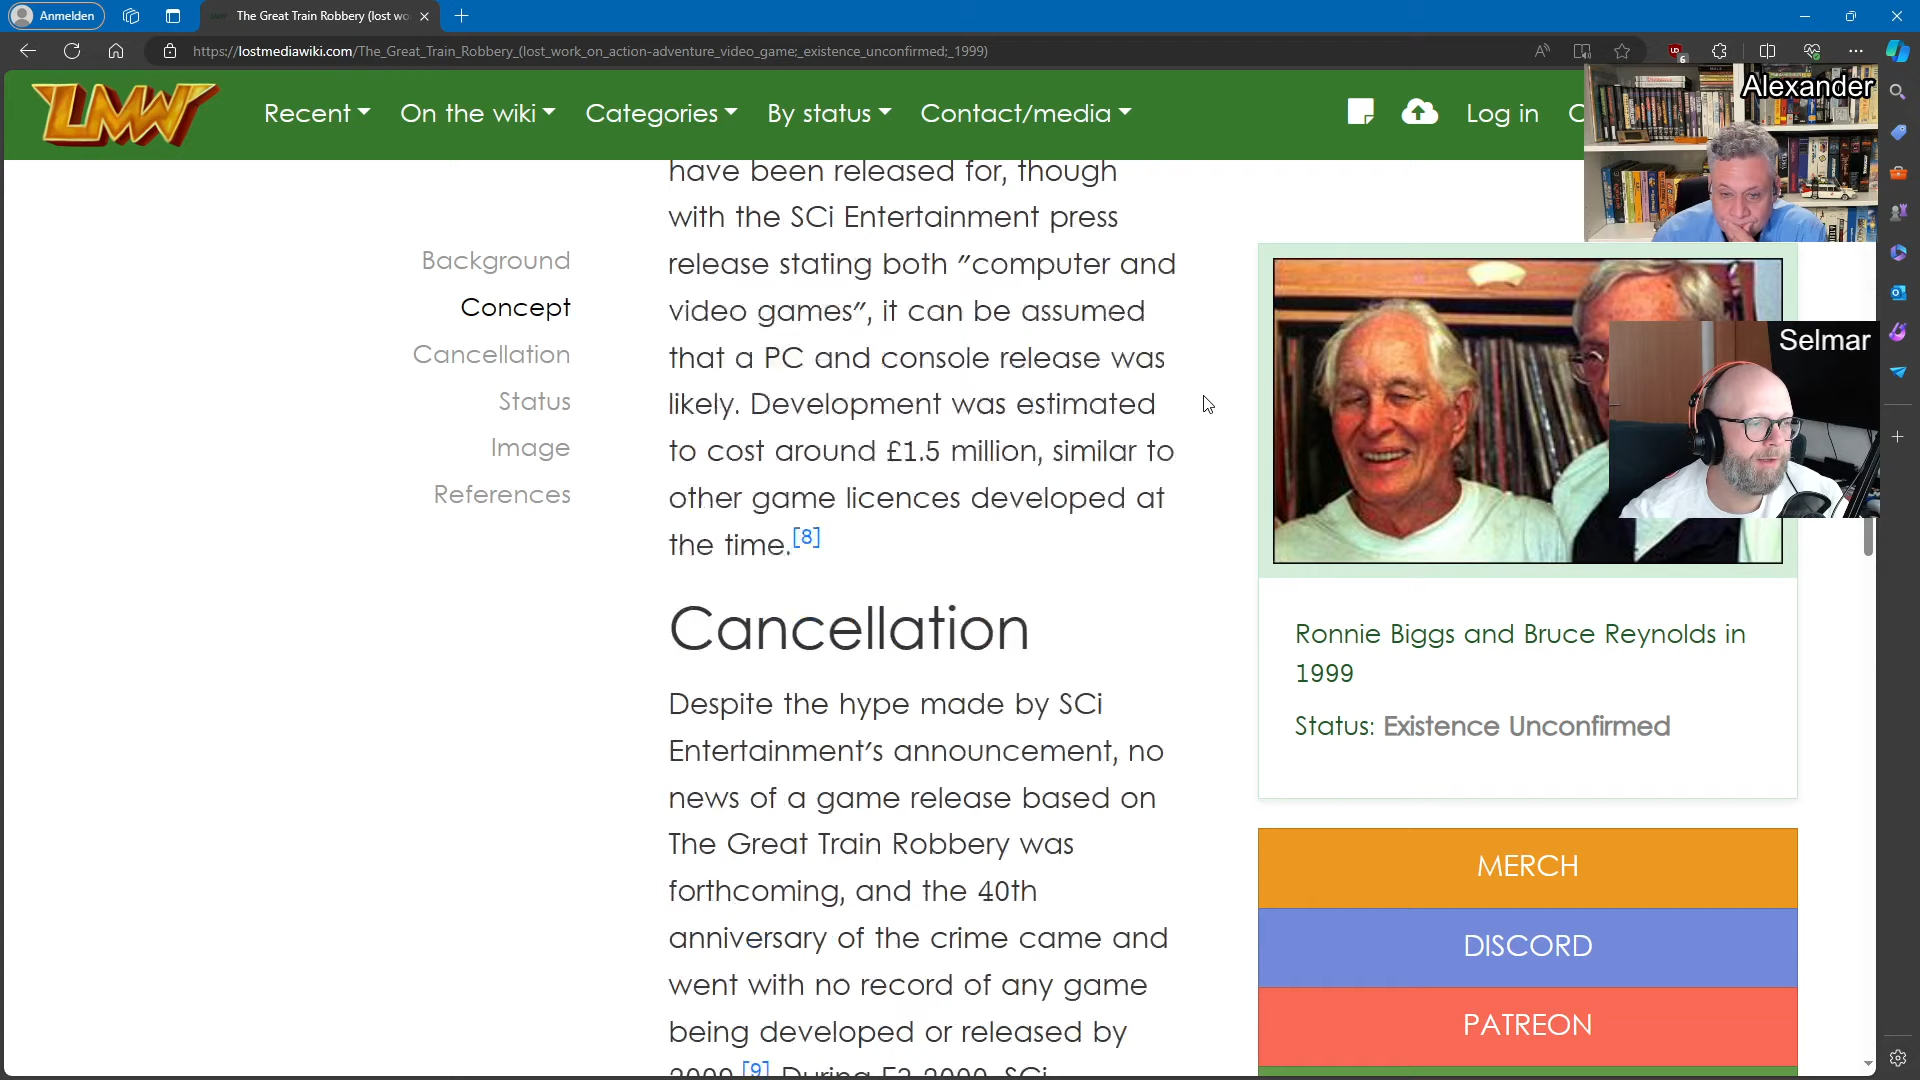 Anmelden
The Great Train Robbery (lost wo
https://lostmediawiki.com/The_Great_Train_Robbery_(lost_work_on_action-adventure_video_game;_existence_unconfirmed;_1999)
6
LMW
Recent
On the wiki
Categories
By status
Contact/media
Log in
C
Alexander
Selmar
Background
Concept
Cancellation
Status
Image
References
have been released for, though
with the SCi Entertainment press
release stating both "computer and
video games", it can be assumed
that a PC and console release was
likely. Development was estimated
to cost around £1.5 million, similar to
other game licences developed at
the time.[8]
Cancellation
Despite the hype made by SCi
Entertainment's announcement, no
news of a game release based on
The Great Train Robbery was
forthcoming, and the 40th
anniversary of the crime came and
went with no record of any game
being developed or released by
2009.[9] During E3 2000, SCi
Ronnie Biggs and Bruce Reynolds in
1999
Status: Existence Unconfirmed
MERCH
DISCORD
PATREON